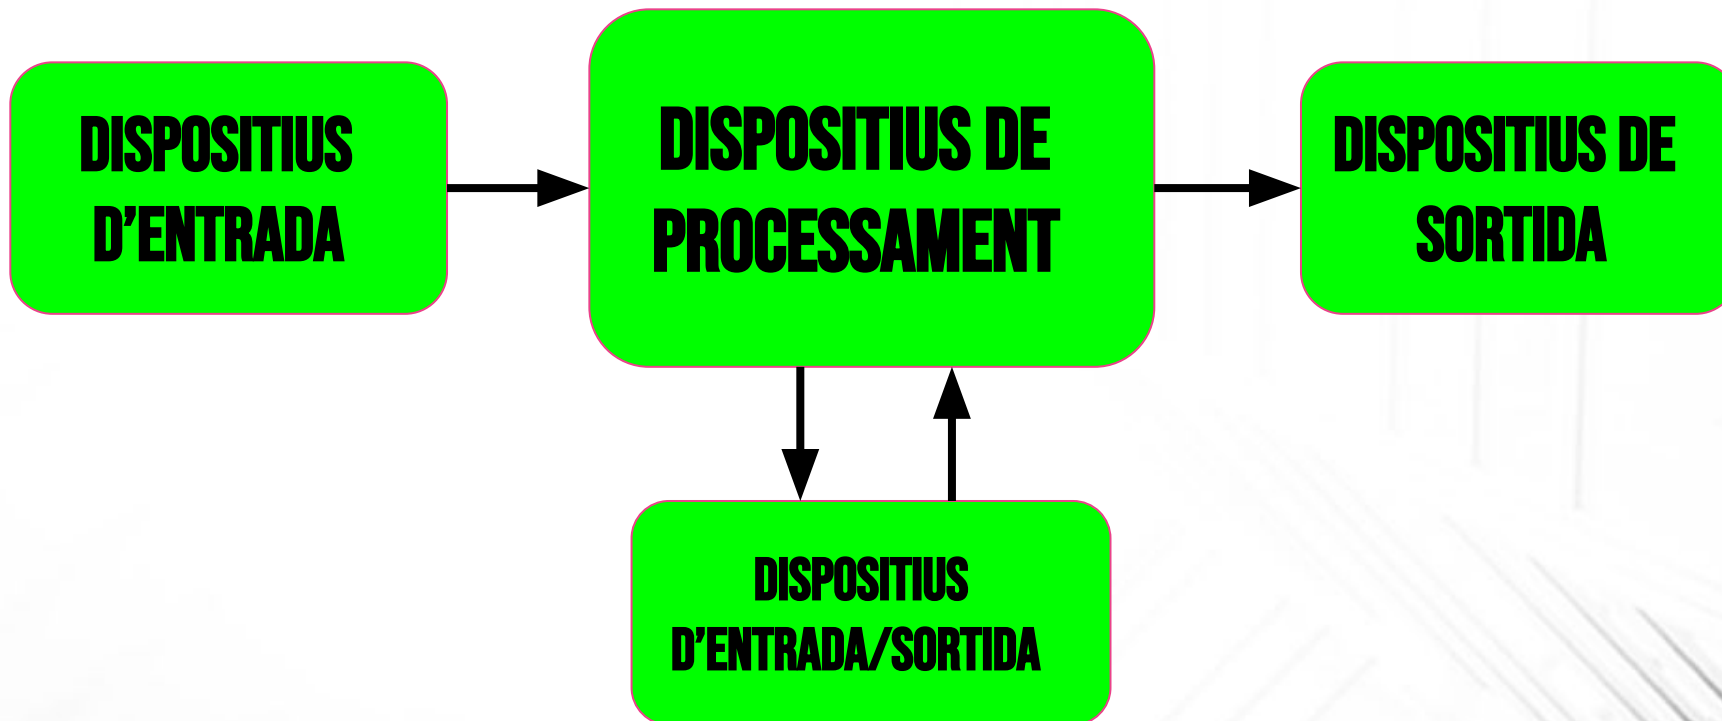 DISPOSITIUS
D’ENTRADA
DISPOSITIUS DE
PROCESSAMENT
DISPOSITIUS DE
SORTIDA
DISPOSITIUS
D’ENTRADA/SORTIDA